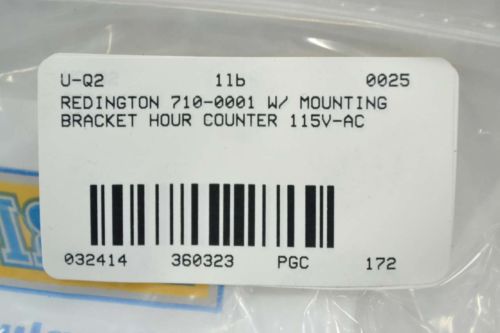 U-Q2 1lb 0025
REDINGTON 710-0001 W/ MOUNTING
BRACKET HOUR COUNTER 115V-AC
032414 360323 PGC 172